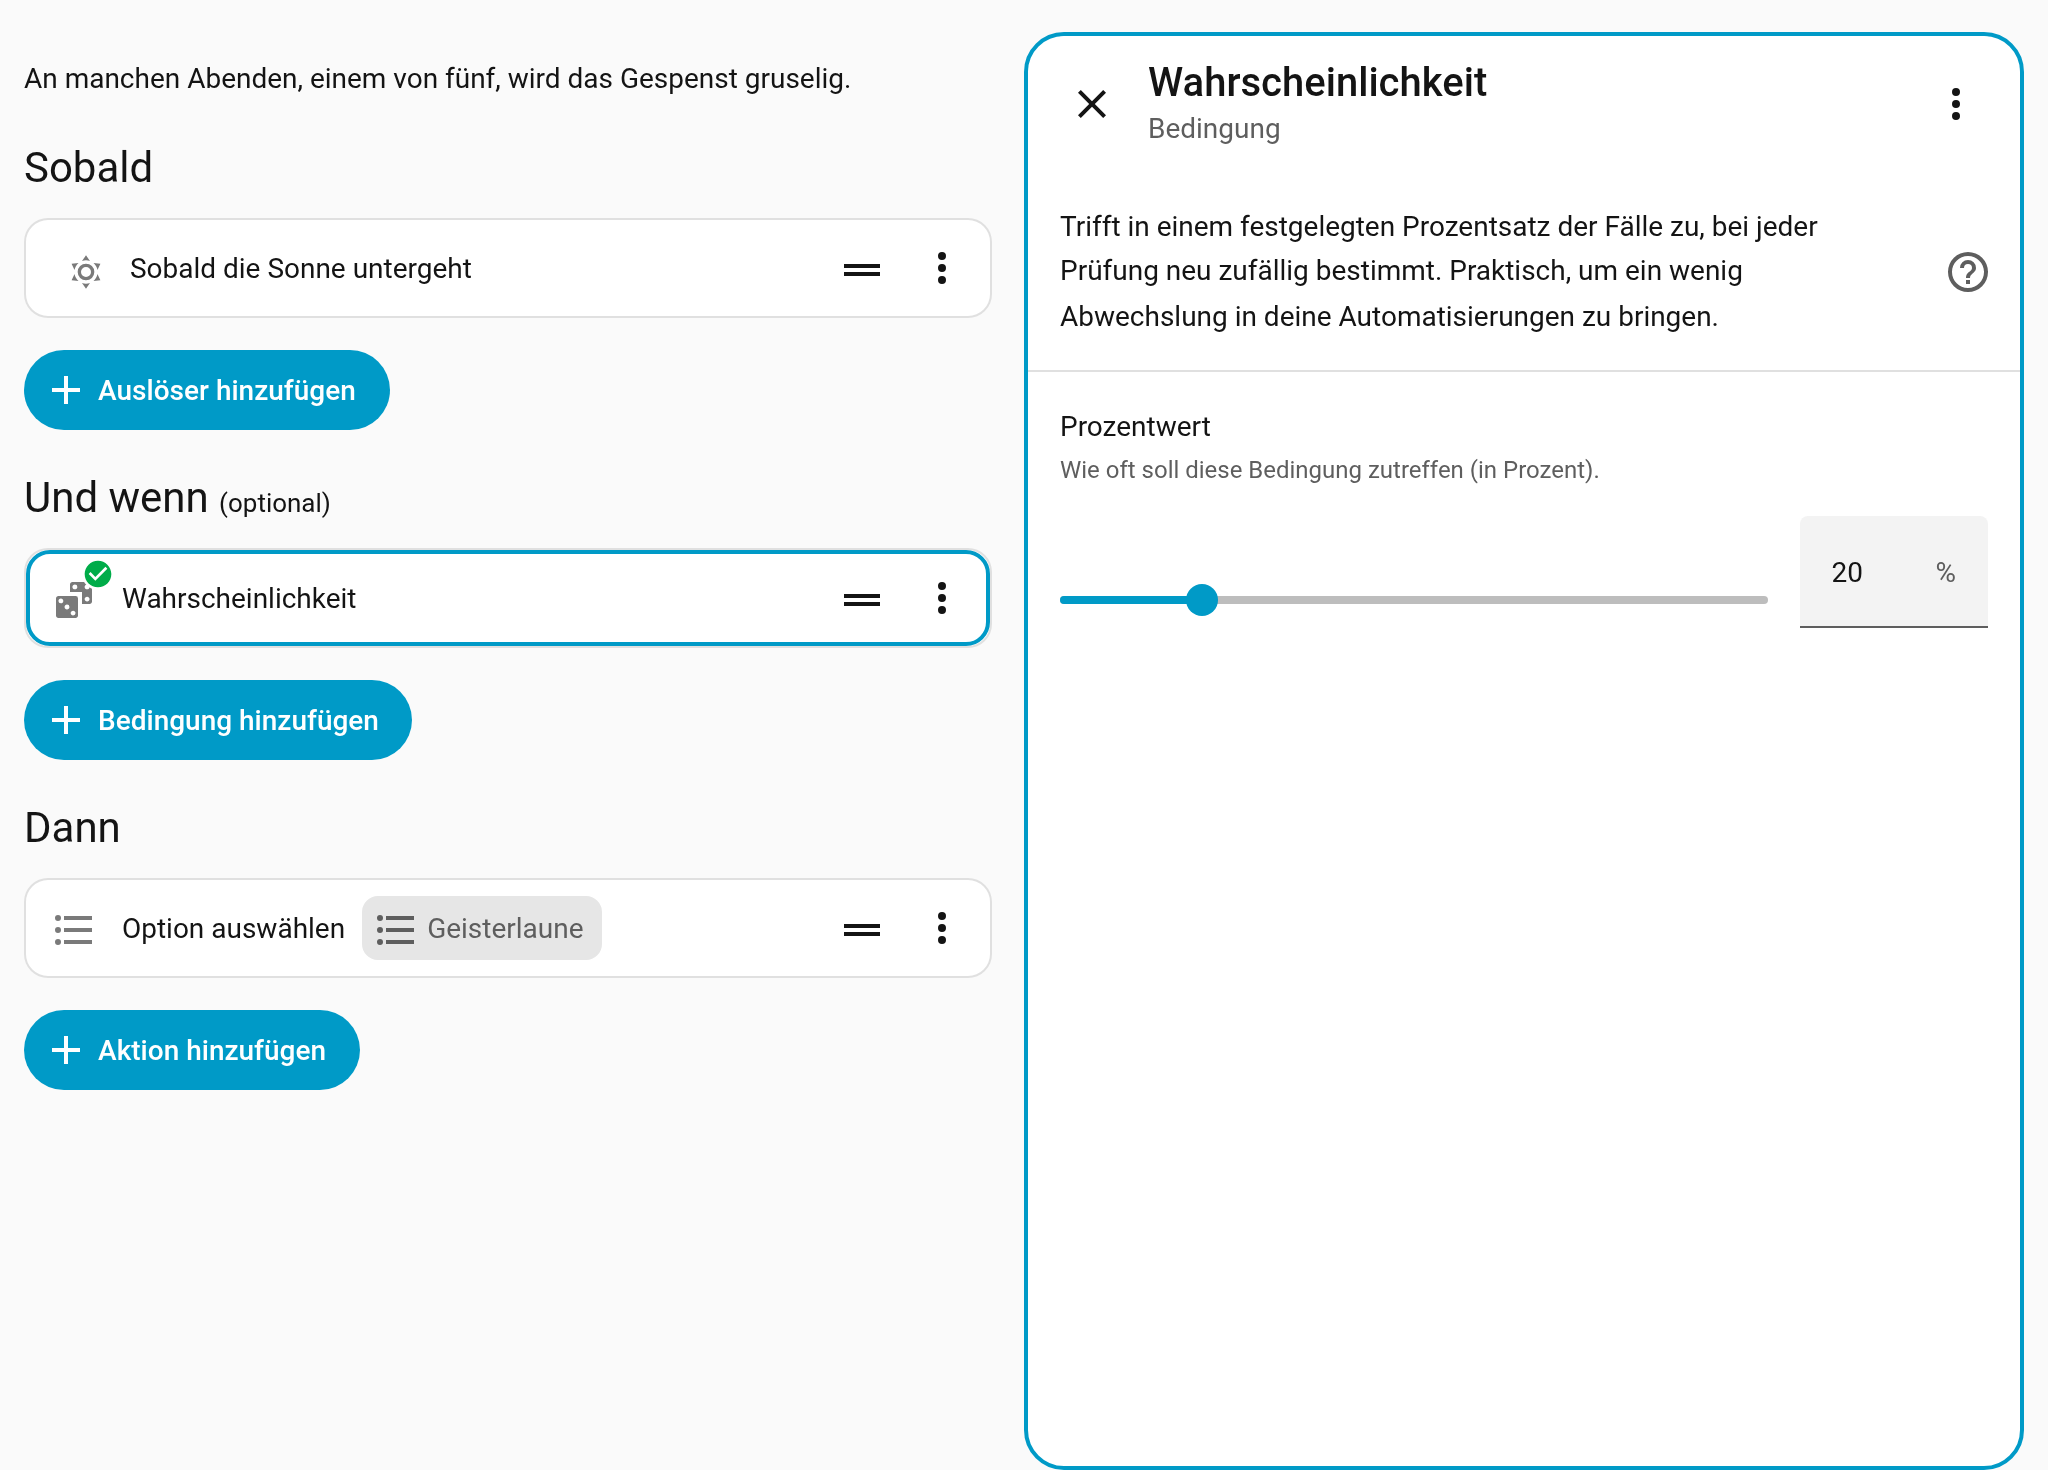 An manchen Abenden, einem von fünf, wird das Gespenst gruselig.
Sobald
Sobald die Sonne untergeht
Auslöser hinzufügen
Und wenn (optional)
Wahrscheinlichkeit
Bedingung hinzufügen
Dann
Option auswählen Geisterlaune
Aktion hinzufügen
Wahrscheinlichkeit
Bedingung
Trifft in einem festgelegten Prozentsatz der Fälle zu, bei jeder
Prüfung neu zufällig bestimmt. Praktisch, um ein wenig
Abwechslung in deine Automatisierungen zu bringen.
Prozentwert
Wie oft soll diese Bedingung zutreffen (in Prozent).
20 %